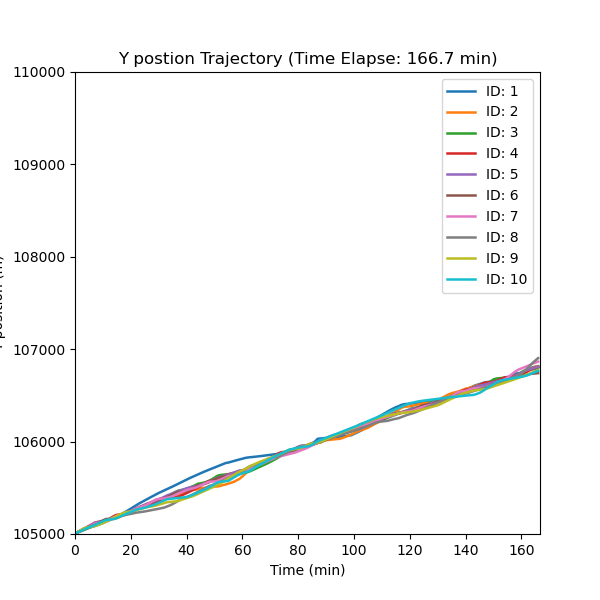 Y postion Trajectory (Time Elapse: 166.7 min)
110000
109000
108000
107000
106000
105000
0 20 40 60 80 100 120 140 160
Time (min)
ID: 1
ID: 2
ID: 3
ID: 4
ID: 5
ID: 6
ID: 7
ID: 8
ID: 9
ID: 10